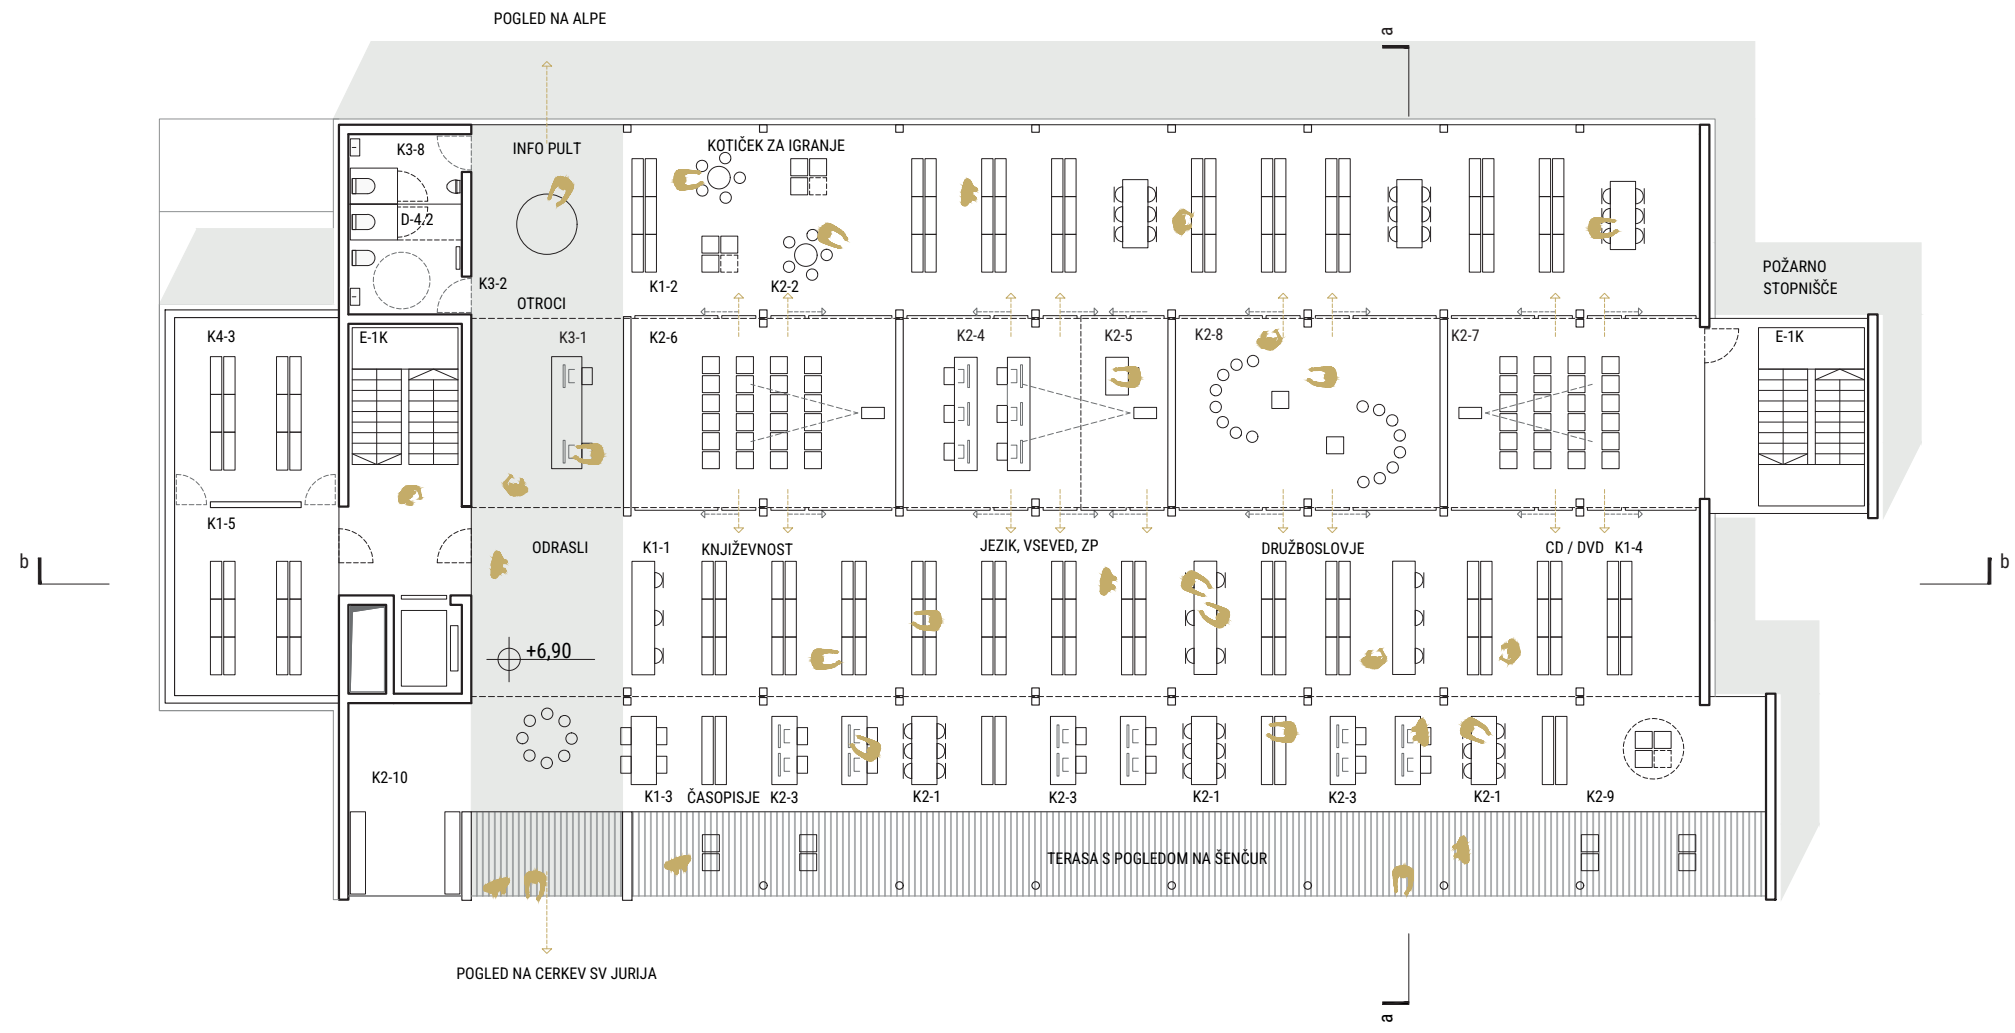 POGLED NA ALPE
a
K3-8
INFO PULT
KOTIČEK ZA IGRANJE
D-4/2
K3-2
K1-2
K2-2
OTROCI
POŽARNO
STOPNIŠČE
K4-3
E-1K
K3-1
K2-6
K2-4
K2-5
K2-8
K2-7
E-1K
K1-5
ODRASLI
K1-1
KNJIŽEVNOST
JEZIK, VSEVED, ZP
DRUŽBOSLOVJE
CD / DVD
K1-4
b
b
+6,90
K2-10
K1-3
ČASOPISJE
K2-3
K2-1
K2-3
K2-1
K2-3
K2-1
K2-9
TERASA S POGLEDOM NA ŠENČUR
POGLED NA CERKEV SV JURIJA
a